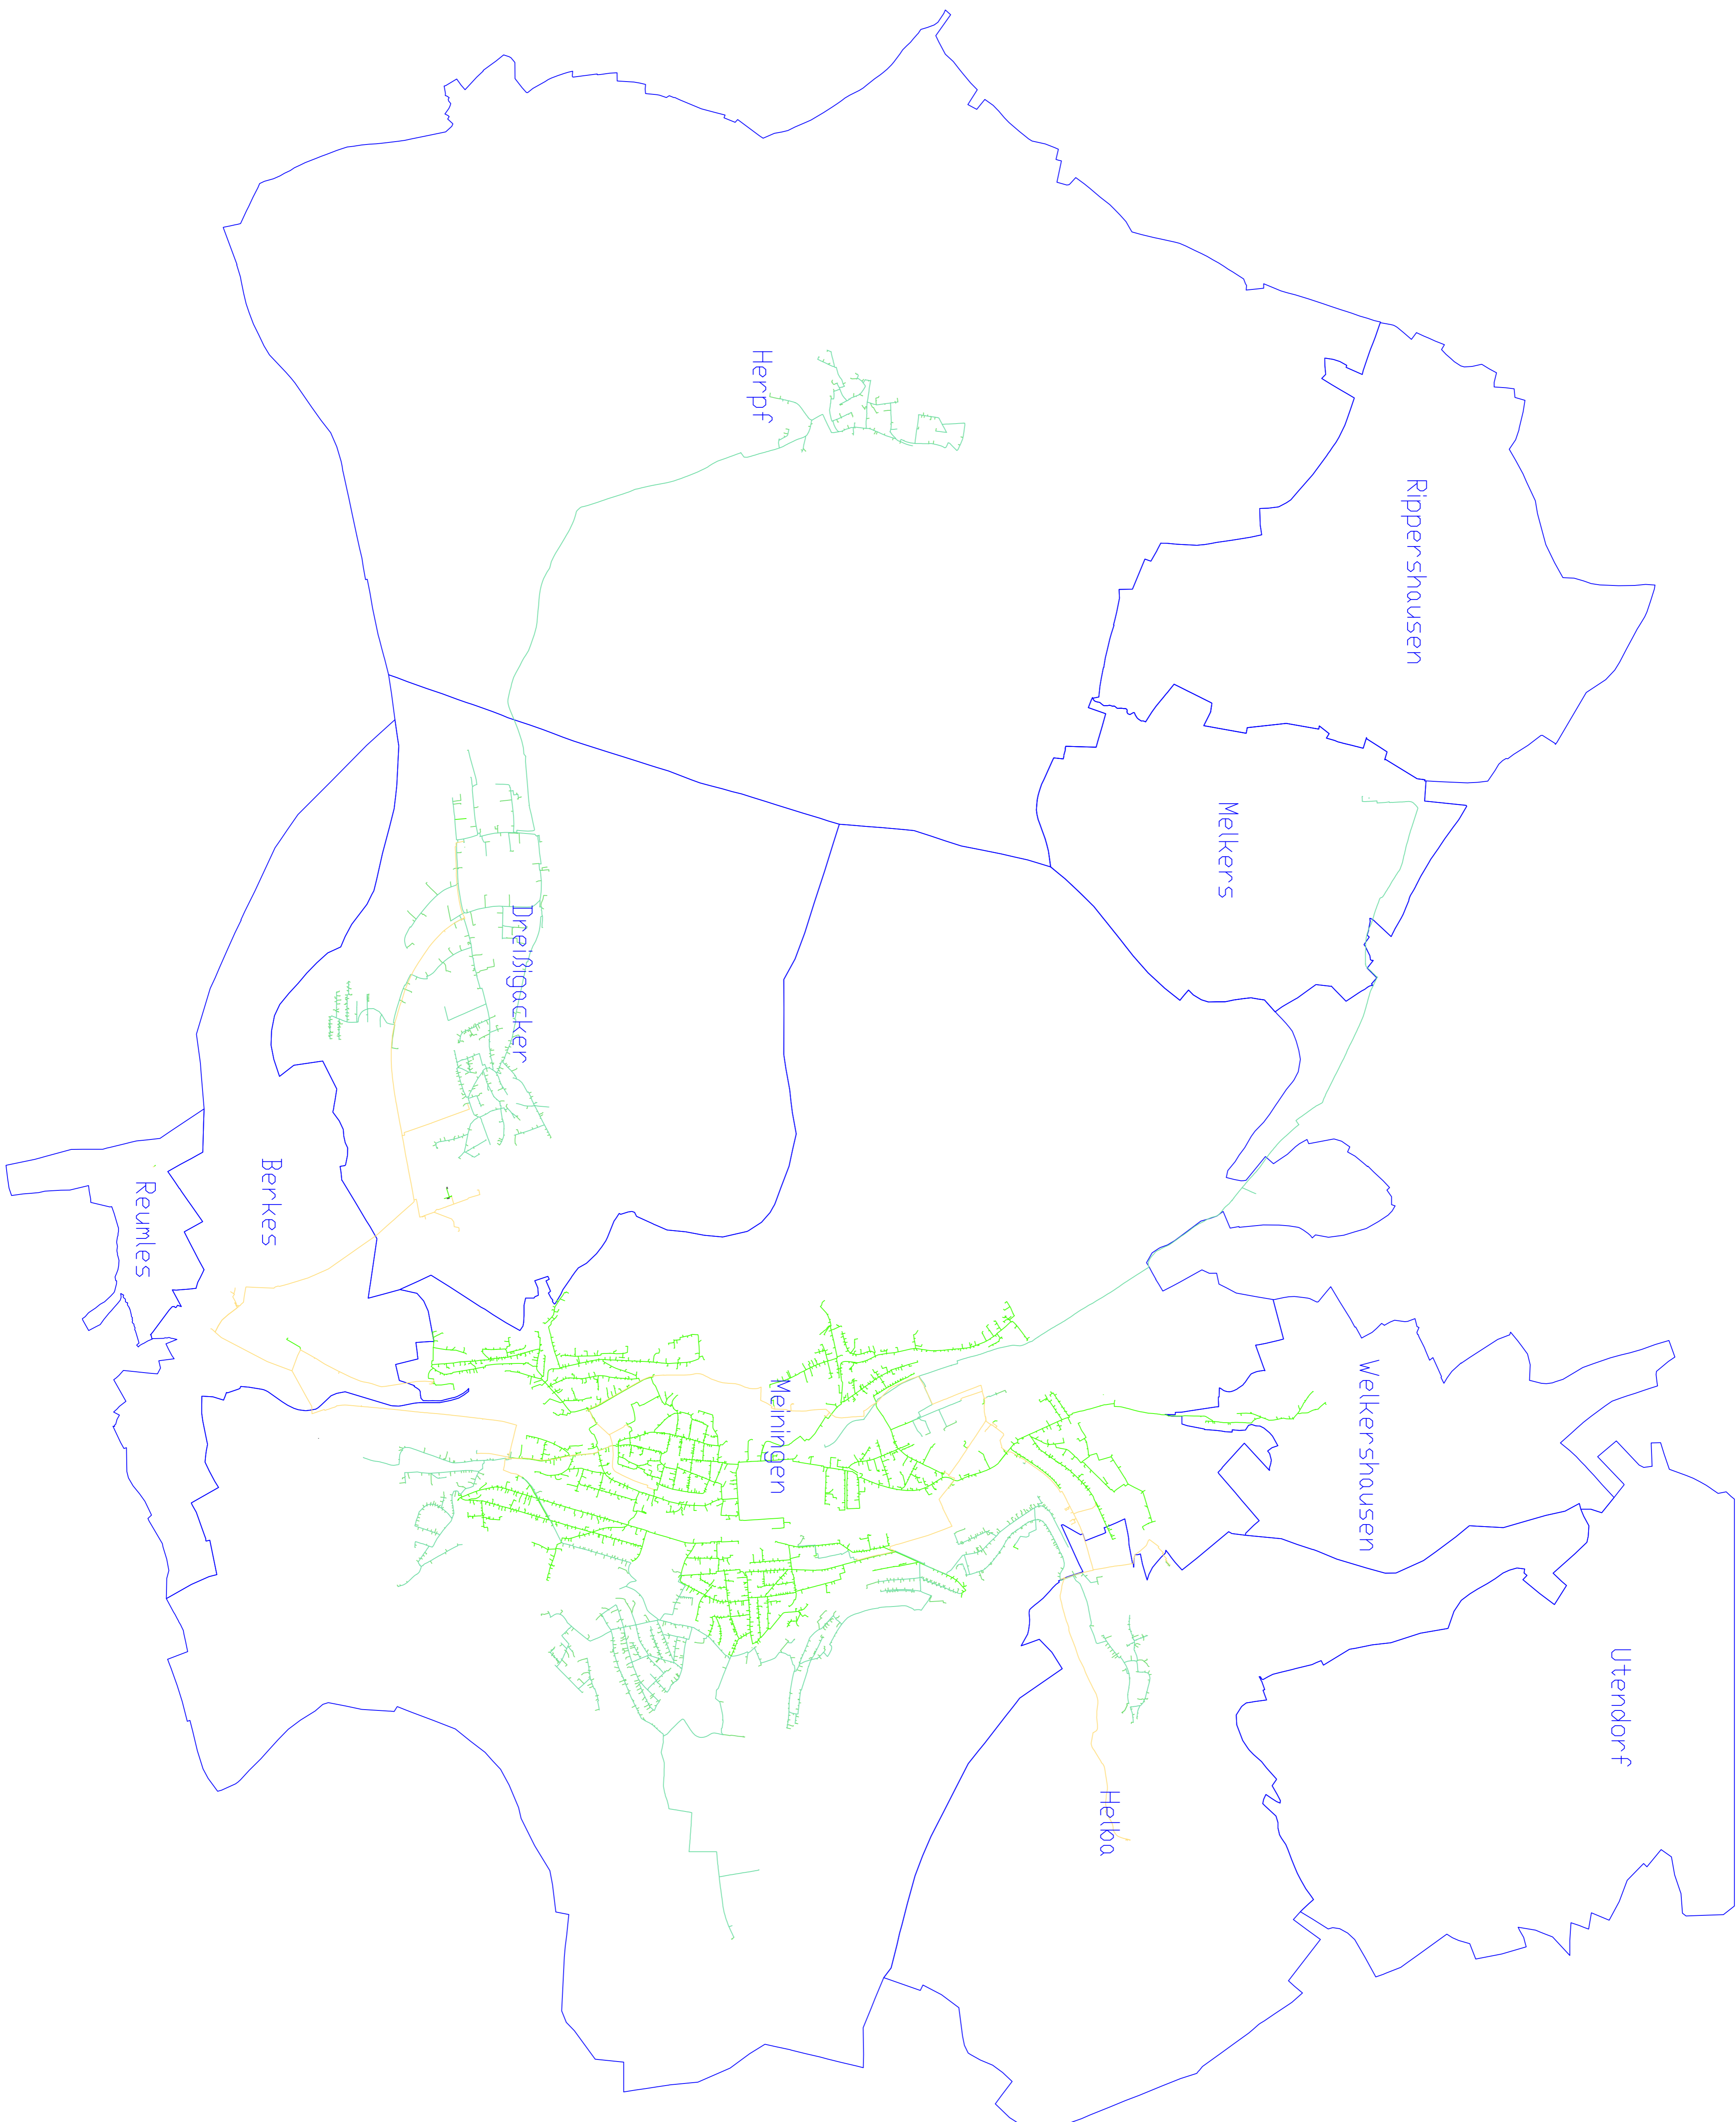 Herpf
Rippershausen
Melkers
Dreißigacker
Berkes
Reumles
Meiningen
Welkershausen
Utendorf
Helba